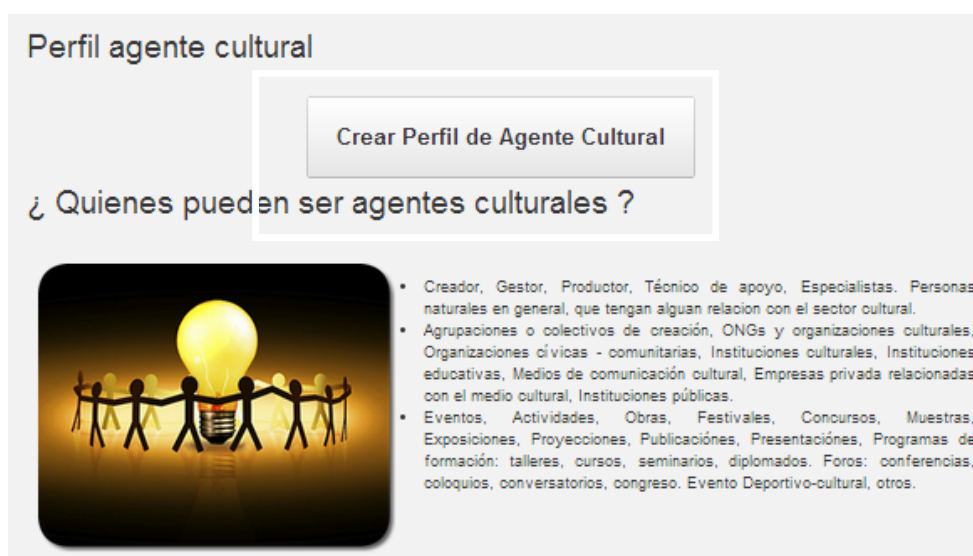 Perfil agente cultural
Crear Perfil de Agente Cultural
¿ Quienes pueden ser agentes culturales ?
• Creador, Gestor, Productor, Técnico de apoyo, Especialistas. Personas
naturales en general, que tengan alguan relacion con el sector cultural.
• Agrupaciones o colectivos de creación, ONGs y organizaciones culturales,
Organizaciones cívicas - comunitarias, Instituciones culturales, Instituciones
educativas, Medios de comunicación cultural, Empresas privada relacionadas
con el medio cultural, Instituciones públicas.
• Eventos, Actividades, Obras, Festivales, Concursos, Muestras,
Exposiciones, Proyecciones, Publicaciónes, Presentaciónes, Programas de
formación: talleres, cursos, seminarios, diplomados. Foros: conferencias,
coloquios, conversatorios, congreso. Evento Deportivo-cultural, otros.